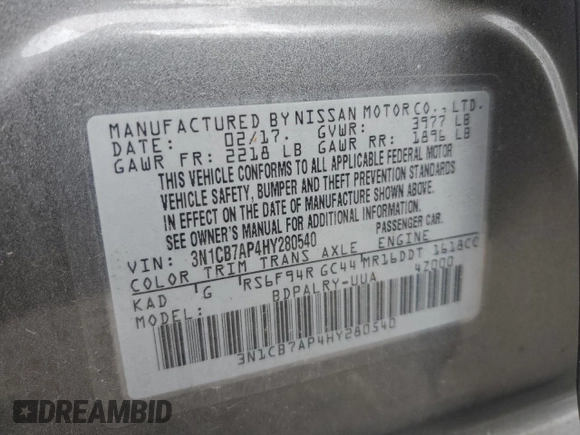 MANUFACTURED BY NISSAN MOTOR CO., LTD.
DATE: 02/17. GVWR: 3977 LB
GAWR FR: 2218 LB GAWR RR: 1896 LB
THIS VEHICLE CONFORMS TO ALL APPLICABLE FEDERAL MOTOR
VEHICLE SAFETY, BUMPER AND THEFT PREVENTION STANDARDS
IN EFFECT ON THE DATE OF MANUFACTURE SHOWN ABOVE.
SEE OWNER'S MANUAL FOR ADDITIONAL INFORMATION.
VIN: 3N1CB7AP4HY280540 PASSENGER CAR.
COLOR TRIM TRANS AXLE ENGINE
KAD G RS6F94R GC44 MR16DDT 1618CC
MODEL: BDPALRY-UUA 4Z000
3N1CB7AP4HY280540
DREAMBID